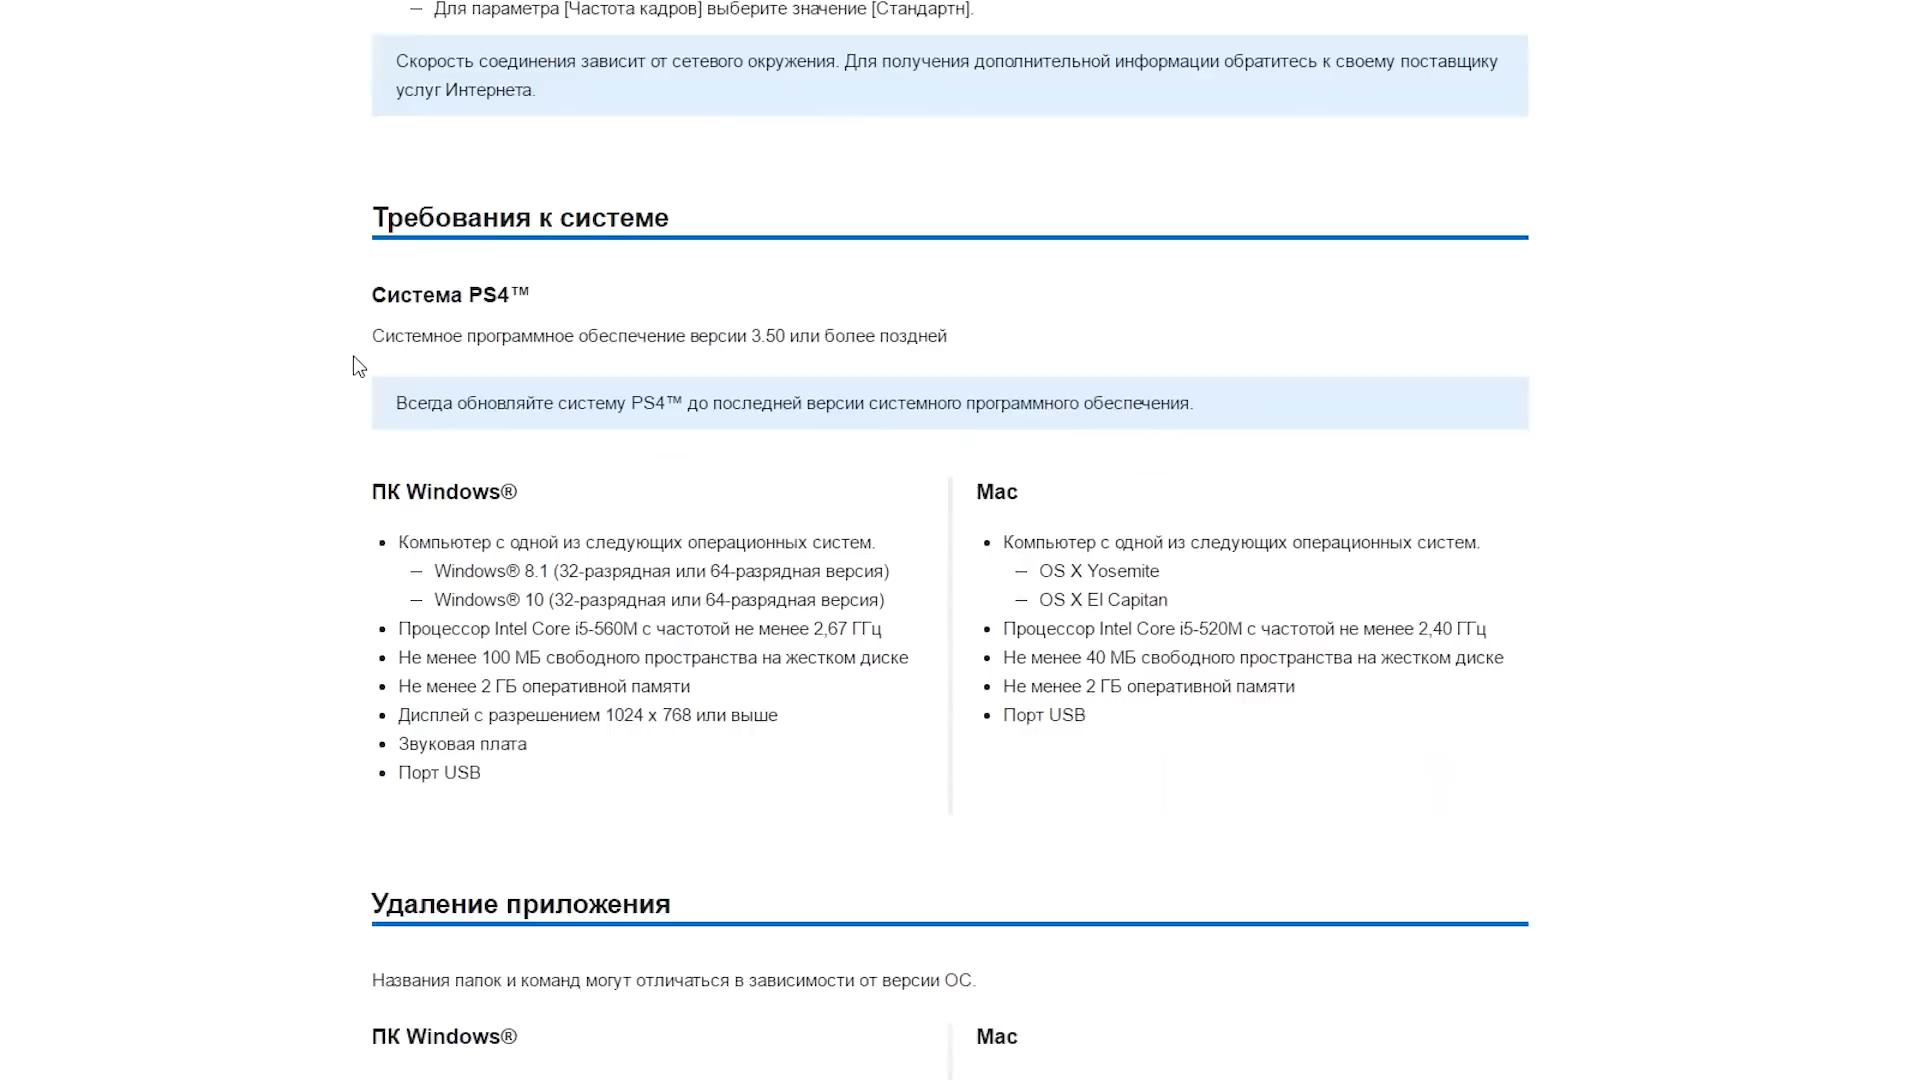 — Для параметра [Частота кадров] выберите значение [Стандартн].
Скорость соединения зависит от сетевого окружения. Для получения дополнительной информации обратитесь к своему поставщику
услуг Интернета.
Требования к системе
Система PS4™
Системное программное обеспечение версии 3.50 или более поздней
Всегда обновляйте систему PS4™ до последней версии системного программного обеспечения.
ПК Windows®
• Компьютер с одной из следующих операционных систем.
— Windows® 8.1 (32-разрядная или 64-разрядная версия)
— Windows® 10 (32-разрядная или 64-разрядная версия)
• Процессор Intel Core i5-560M с частотой не менее 2,67 ГГц
• Не менее 100 МБ свободного пространства на жестком диске
• Не менее 2 ГБ оперативной памяти
• Дисплей с разрешением 1024 x 768 или выше
• Звуковая плата
• Порт USB
Mac
• Компьютер с одной из следующих операционных систем.
— OS X Yosemite
— OS X El Capitan
• Процессор Intel Core i5-520M с частотой не менее 2,40 ГГц
• Не менее 40 МБ свободного пространства на жестком диске
• Не менее 2 ГБ оперативной памяти
• Порт USB
Удаление приложения
Названия папок и команд могут отличаться в зависимости от версии ОС.
ПК Windows®
Mac